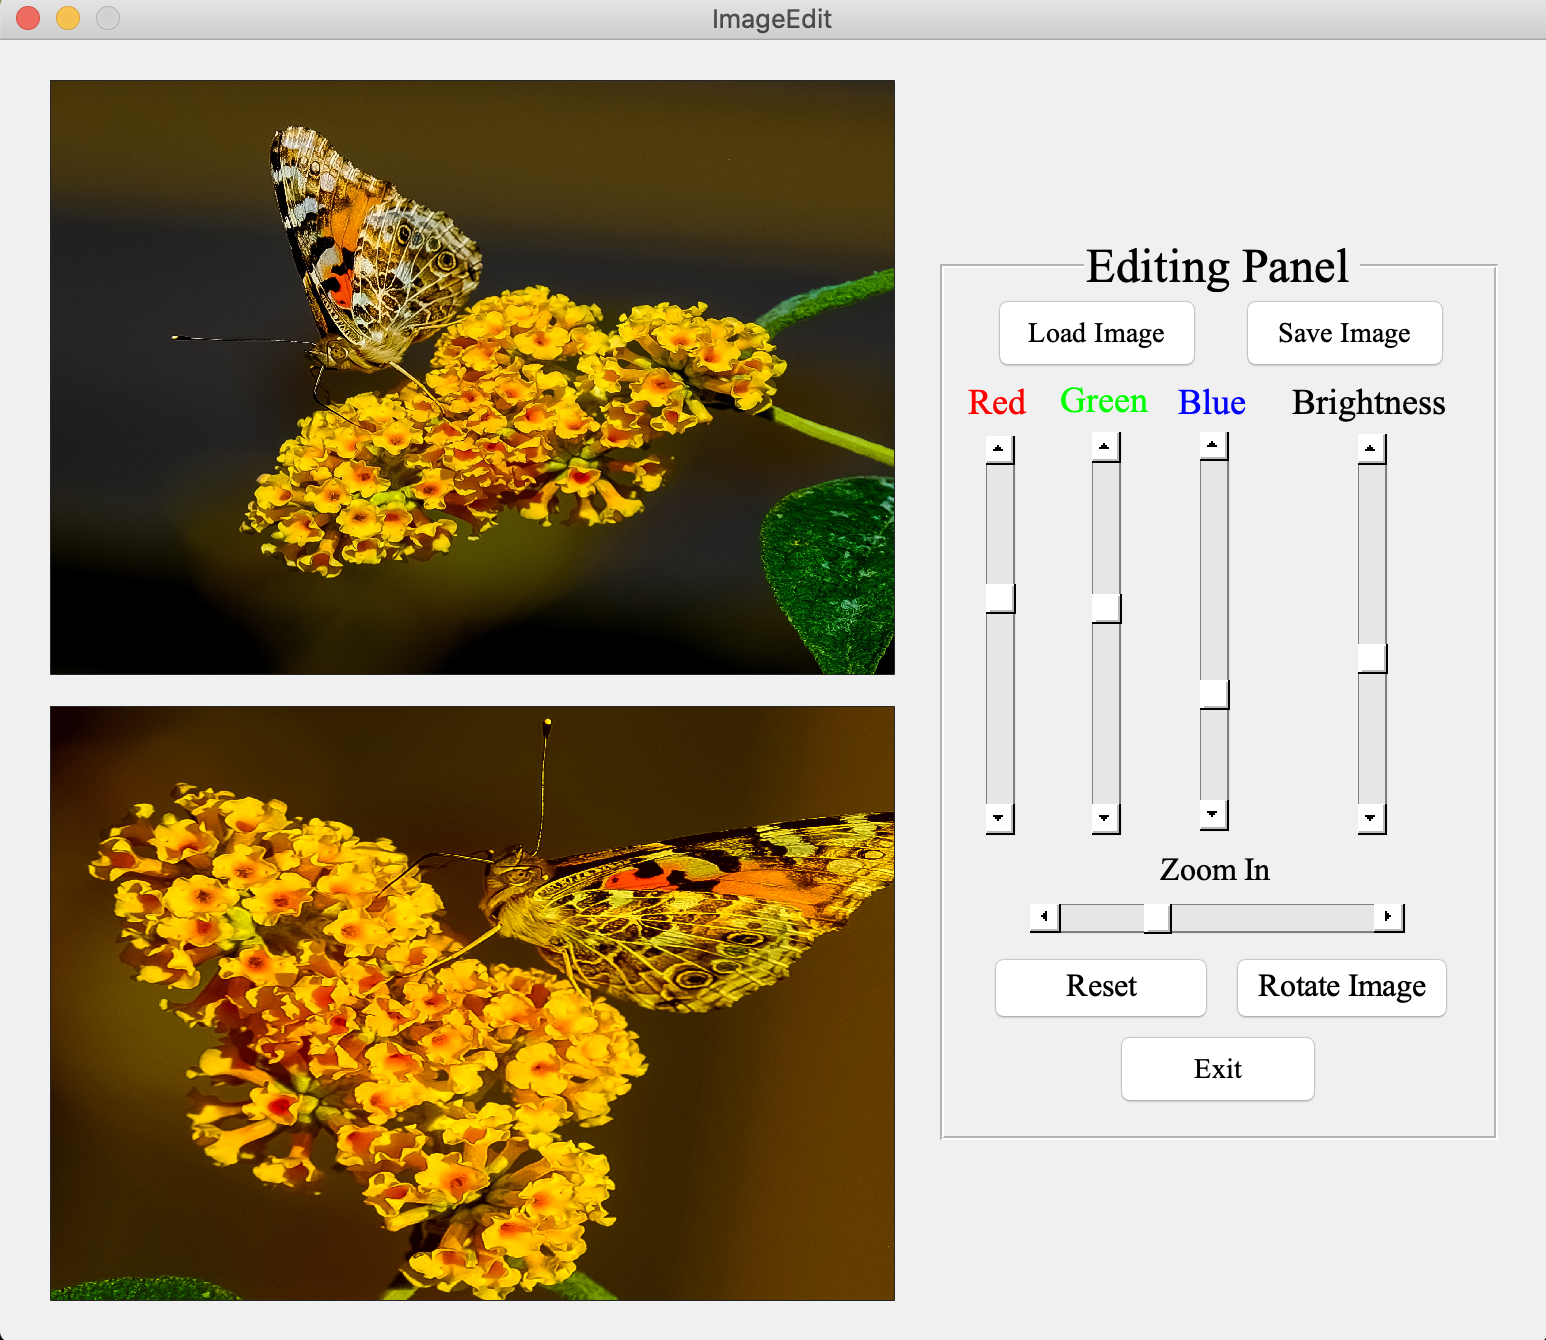 ImageEdit
Editing Panel
Load Image
Save Image
Red
Green
Blue
Brightness
Zoom In
Reset
Rotate Image
Exit